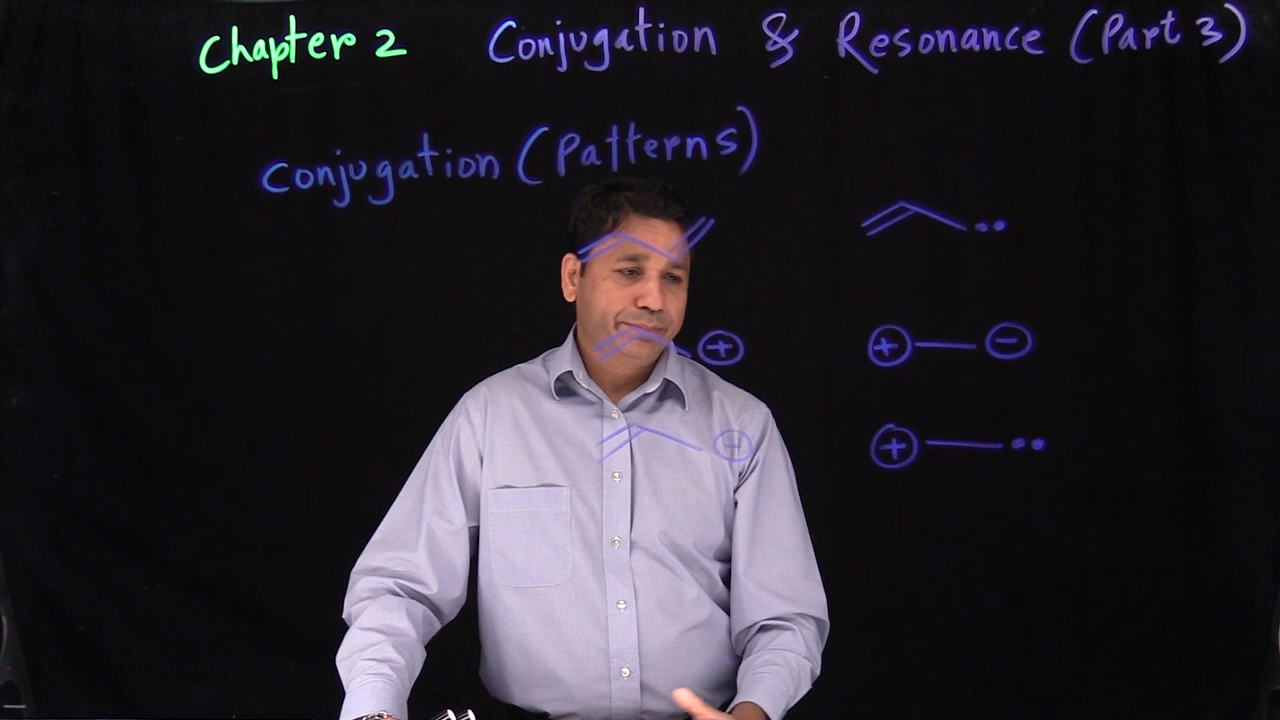 Chapter 2 Conjugation & Resonance (Part 3)
Conjugation (Patterns)
+
+ −
−
+